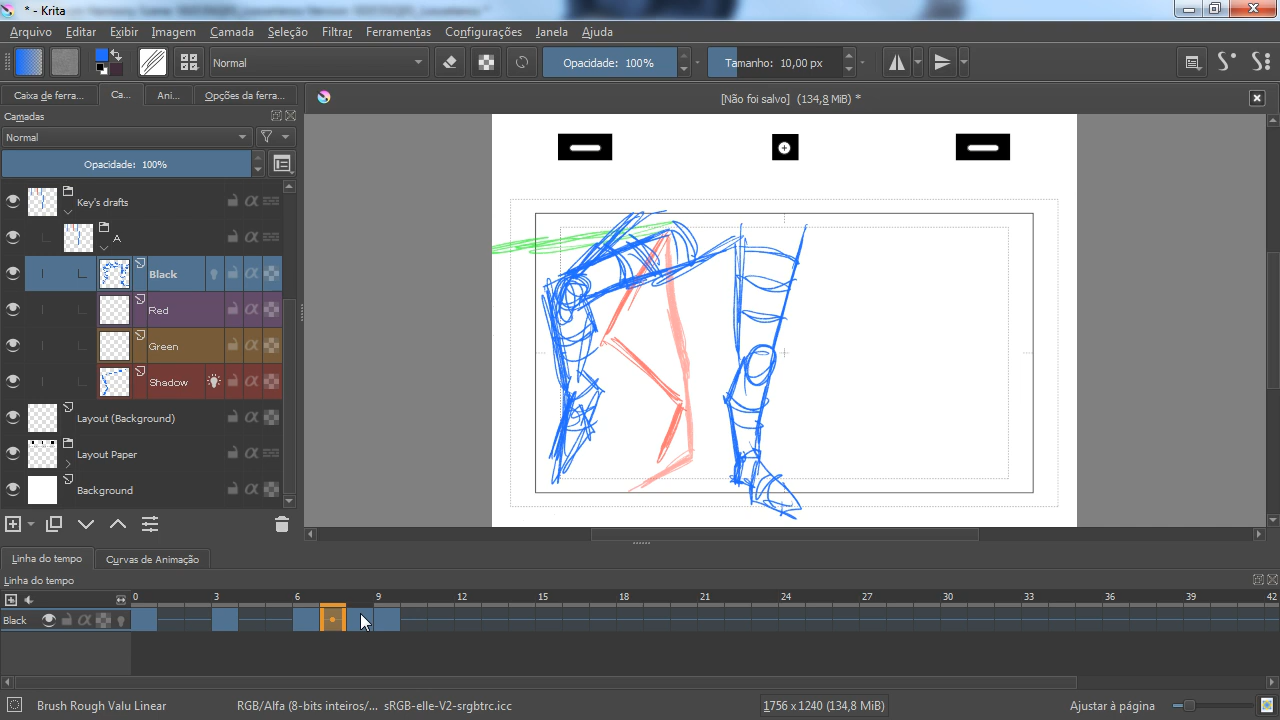 * - Krita
Arquivo Editar Exibir Imagem Camada Seleção Filtrar Ferramentas Configurações Janela Ajuda
Normal Opacidade: 100% Tamanho: 10,00 px
Caixa de ferra... Ca... Ani... Opções da ferra...
[Não foi salvo] (134,8 MiB) *
Camadas
Normal
Opacidade: 100%
Key's drafts
A
Black
Red
Green
Shadow
Layout (Background)
Layout Paper
Background
Linha do tempo Curvas de Animação
Linha do tempo
0 3 6 9 12 15 18 21 24 27 30 33 36 39 42
Black
Brush Rough Valu Linear RGB/Alfa (8-bits inteiros/... sRGB-elle-V2-srgbtrc.icc 1756 x 1240 (134,8 MiB) Ajustar à página